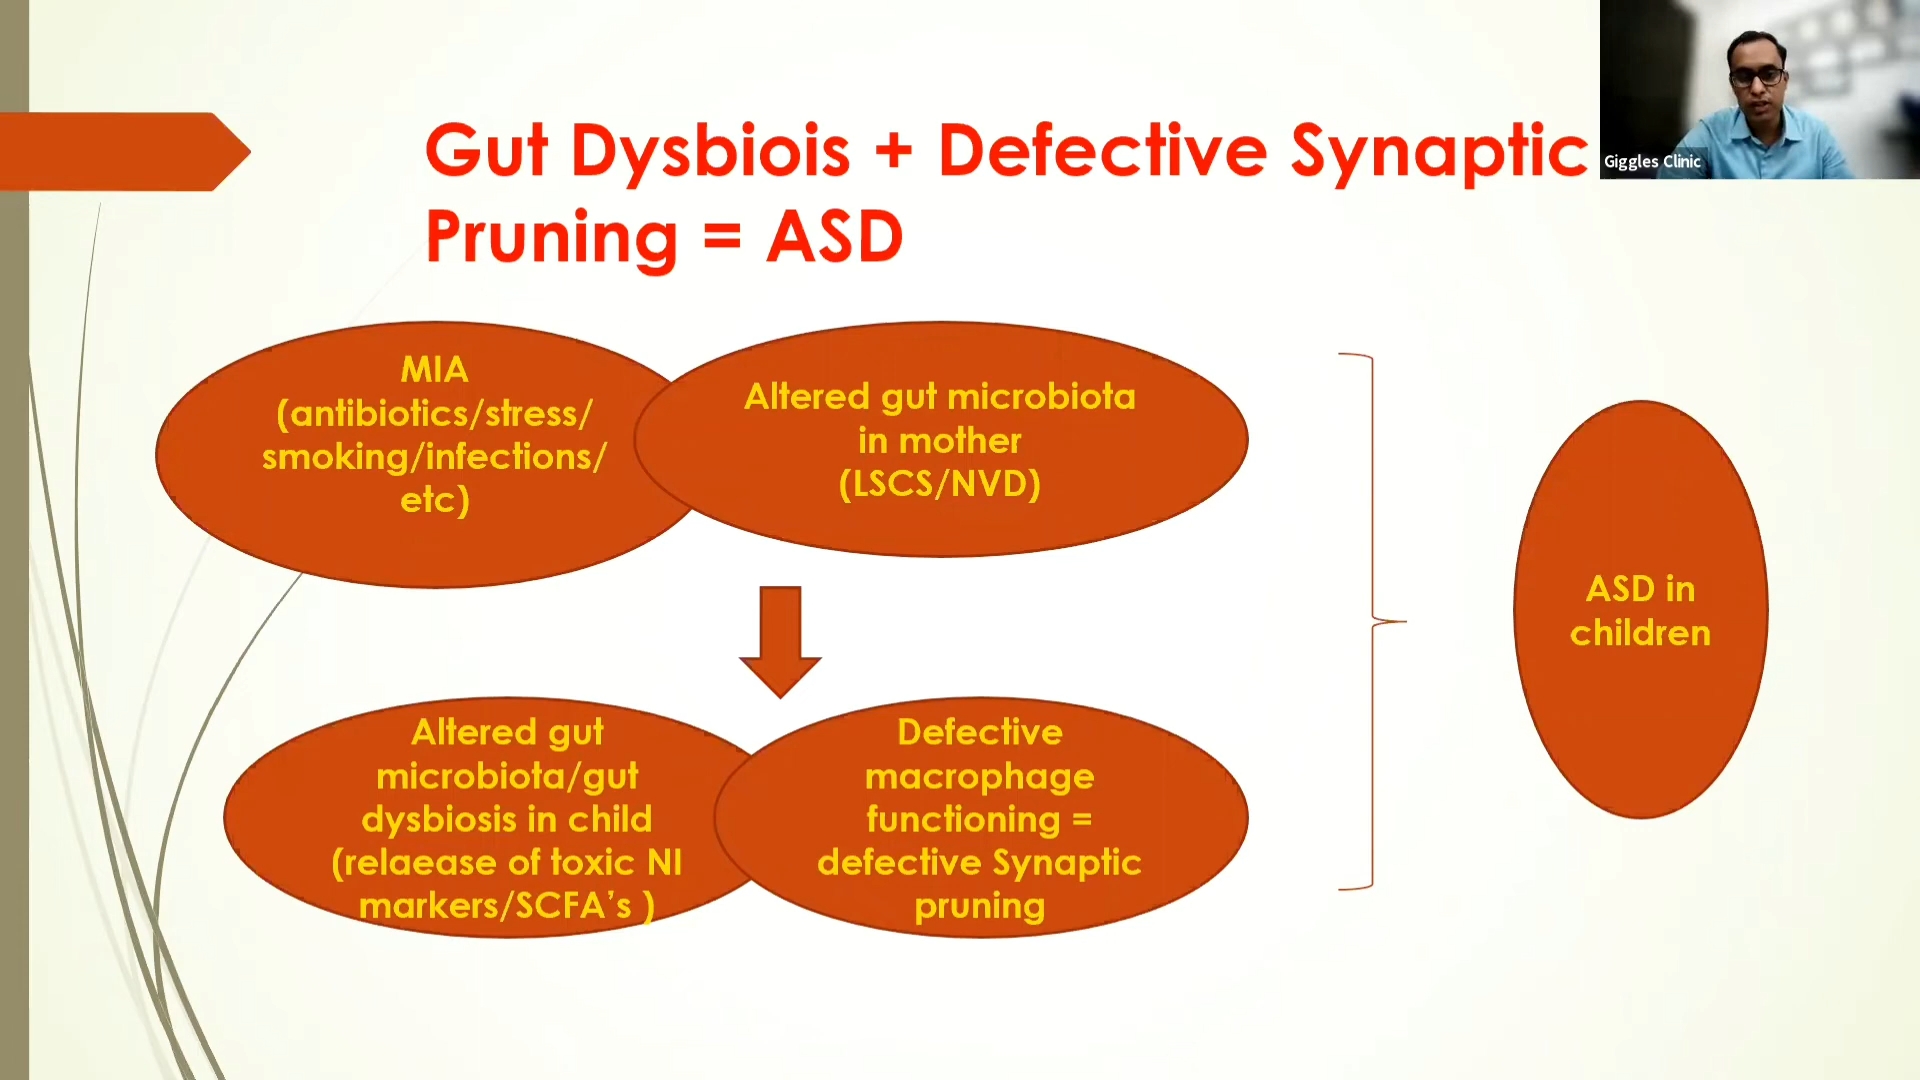 Gut Dysbiois + Defective Synaptic
Pruning = ASD
Giggles Clinic
MIA
(antibiotics/stress/
smoking/infections/
etc)
Altered gut microbiota
in mother
(LSCS/NVD)
Altered gut
microbiota/gut
dysbiosis in child
(relaease of toxic NI
markers/SCFA’s )
Defective
macrophage
functioning =
defective Synaptic
pruning
ASD in
children